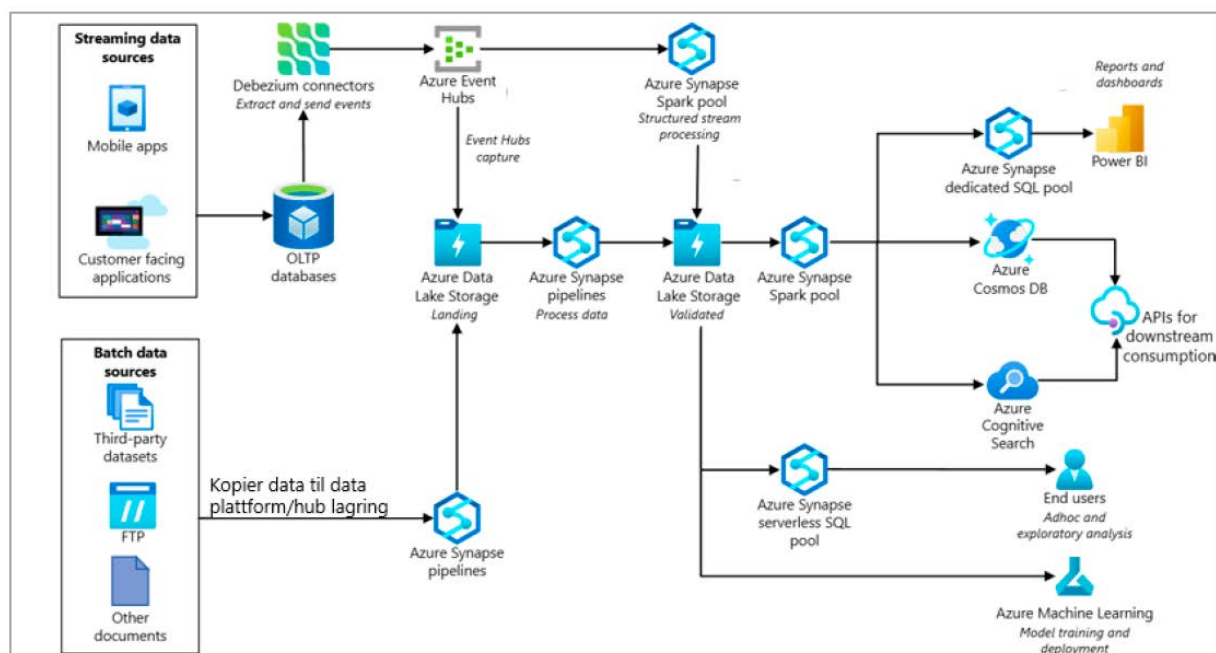 Streaming data
sources
Mobile apps
Customer facing
applications
Debezium connectors
Extract and send events
OLTP
databases
Azure Event
Hubs
Event Hubs
capture
Azure Synapse
Spark pool
Structured stream
processing
Reports and
dashboards
Power BI
Azure Synapse
dedicated SQL pool
Azure Data
Lake Storage
Landing
Azure Synapse
pipelines
Process data
Azure Data
Lake Storage
Validated
Azure Synapse
Spark pool
Azure
Cosmos DB
APIs for
downstream
consumption
Azure
Cognitive
Search
Batch data
sources
Third-party
datasets
FTP
Other
documents
Kopier data til data
plattform/hub lagring
Azure Synapse
pipelines
Azure Synapse
serverless SQL
pool
End users
Adhoc and
exploratory analysis
Azure Machine Learning
Model training and
deployment